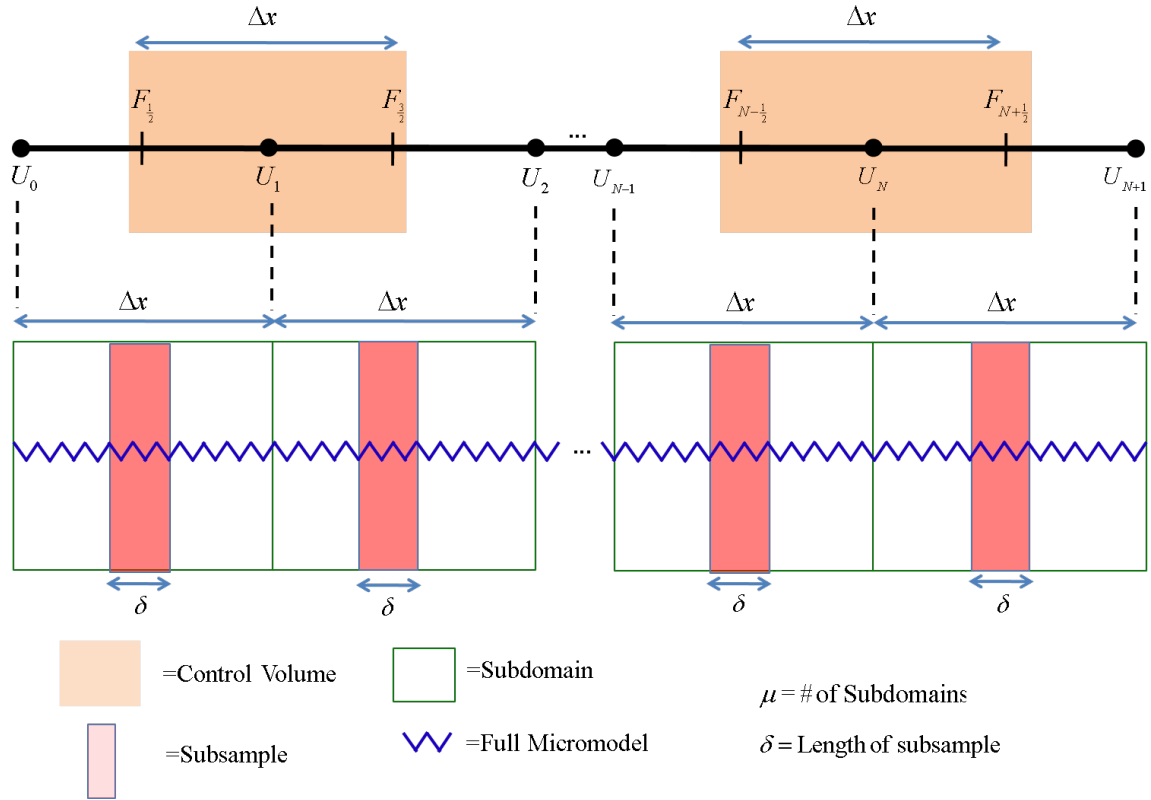 Δx Δx
F_{1/2} F_{3/2} F_{N-1/2} F_{N+1/2}
...
U_0 U_1 U_2 U_{N-1} U_N U_{N+1}
Δx Δx Δx Δx
...
δ δ δ δ
=Control Volume
=Subdomain
μ = # of Subdomains
=Subsample
=Full Micromodel
δ = Length of subsample